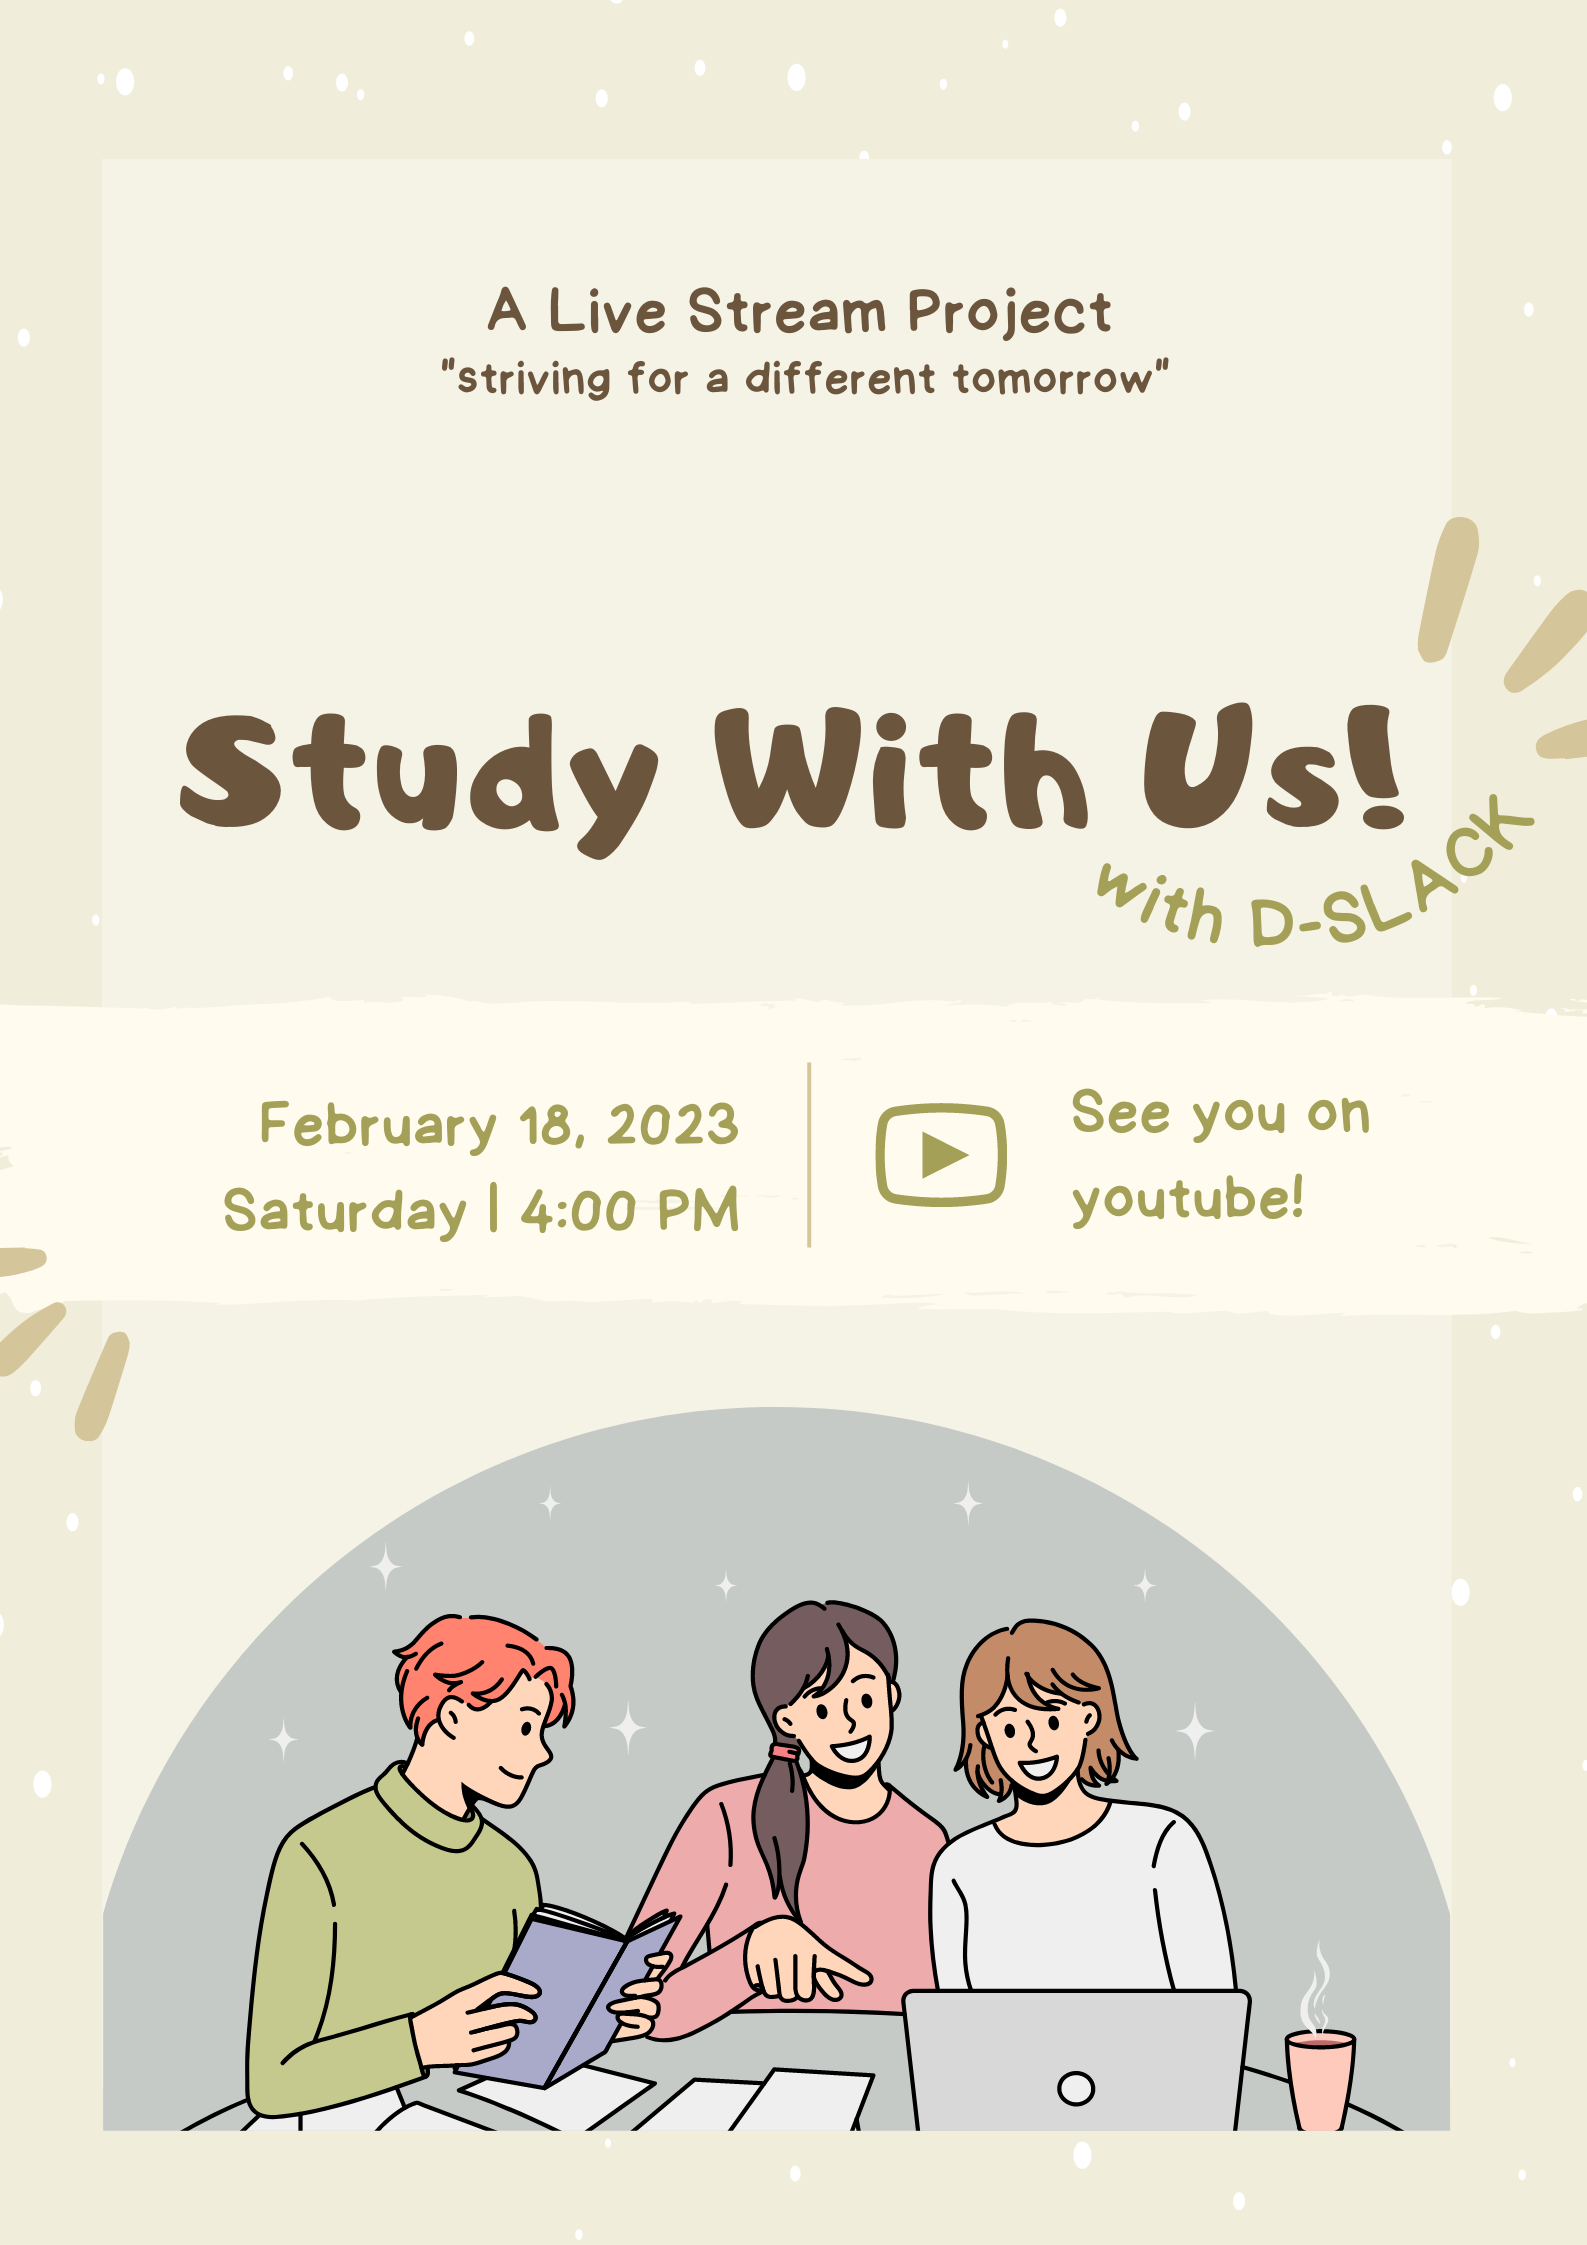 A Live Stream Project
"striving for a different tomorrow"
Study With Us!
with D-SLACK
February 18, 2023
Saturday | 4:00 PM
See you on
youtube!